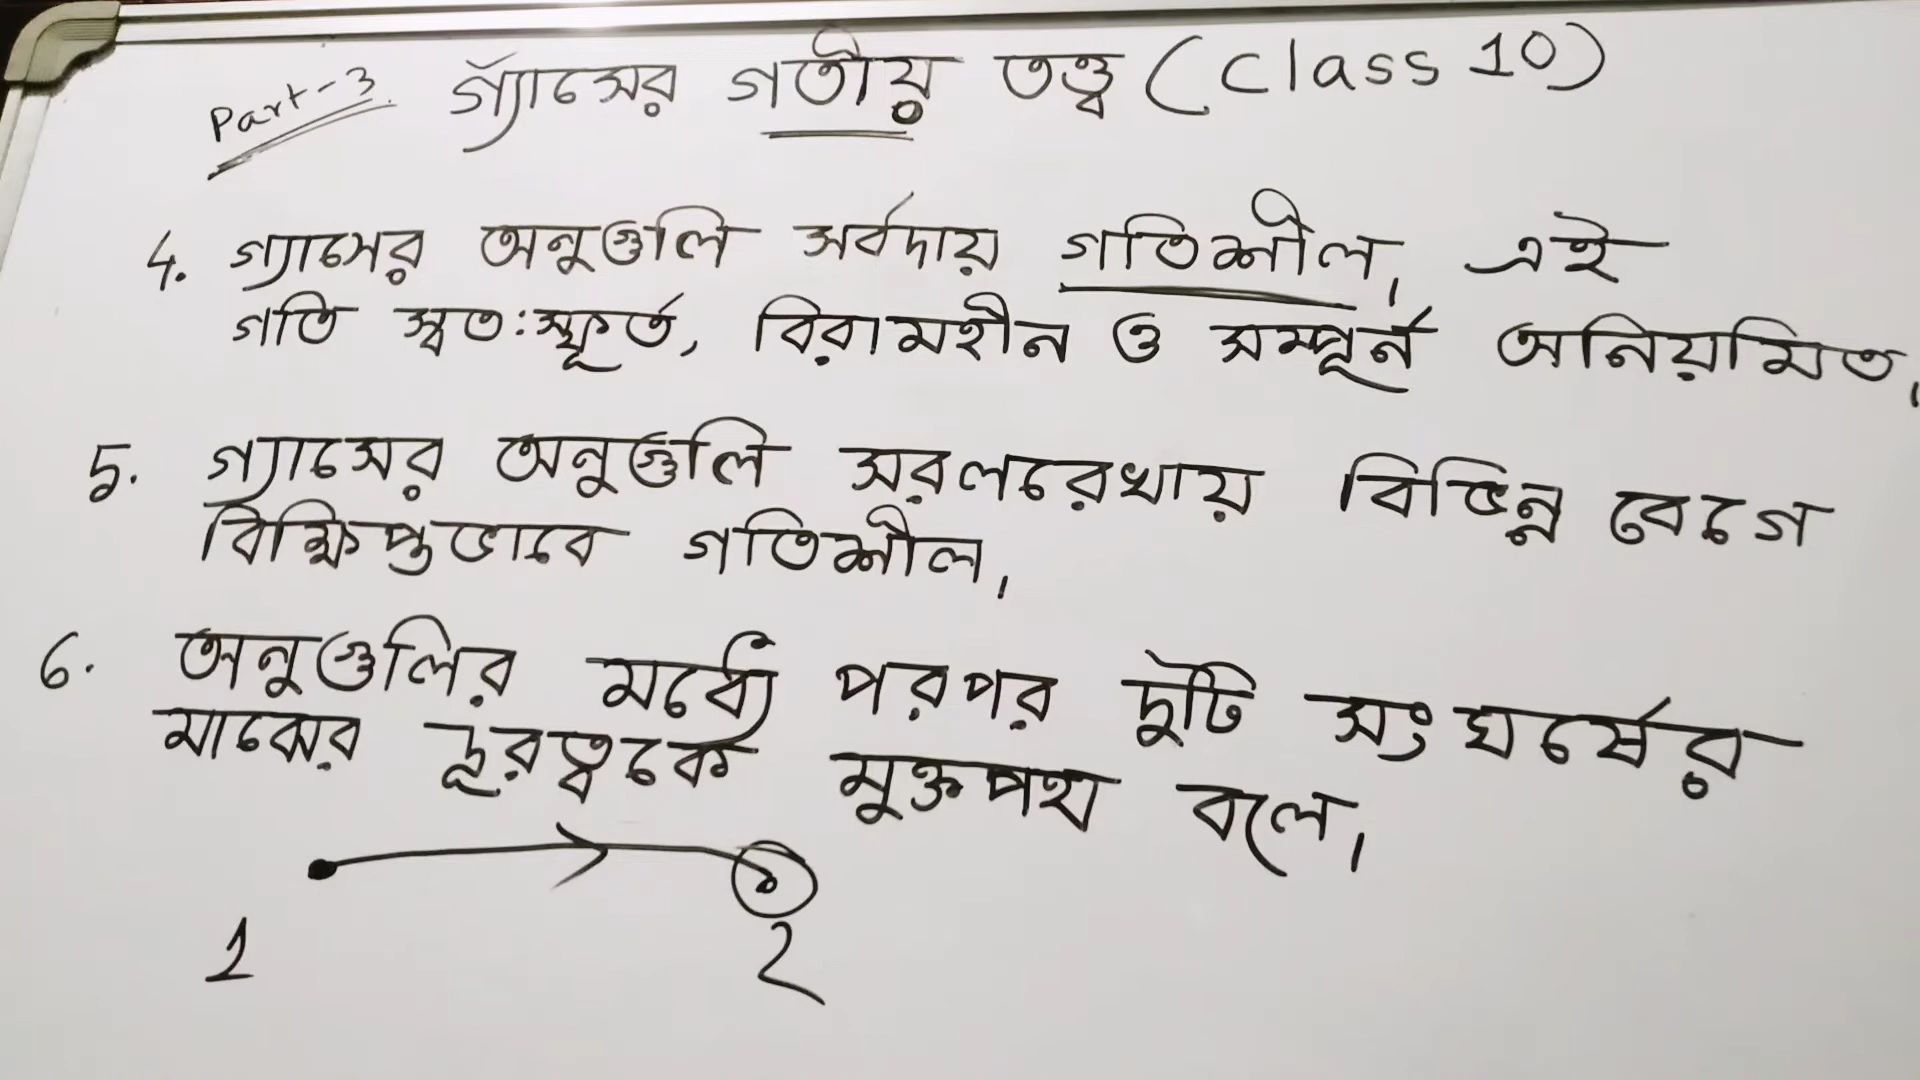 Part-3 গ্যাসের গতীয় তত্ত্ব (Class 10)
4. গ্যাসের অনুগুলি সর্বদায় গতিশীল। এই
গতি স্বতঃস্ফূর্ত, বিরামহীন ও সম্পূর্ন অনিয়মিত।
5. গ্যাসের অনুগুলি সরলরেখায় বিভিন্ন বেগে
বিক্ষিপ্তভাবে গতিশীল।
6. অনুগুলির মধ্যে পরপর দুটি সংঘর্ষের
মাঝের দূরত্বকে মুক্তপথ বলে।
1 2